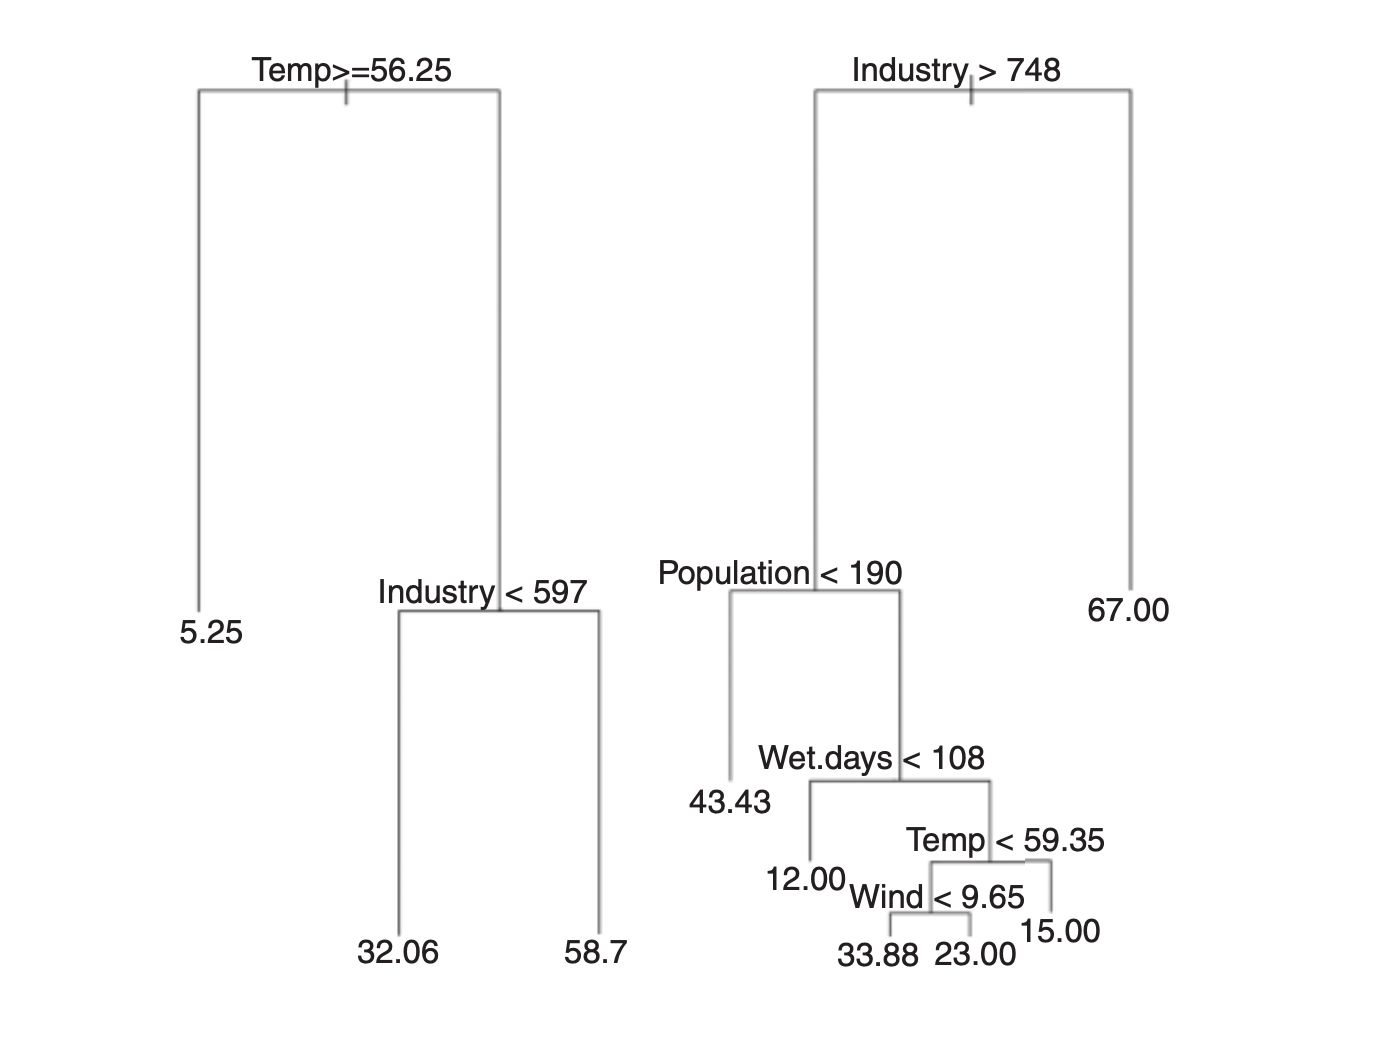 Temp>=56.25
5.25
Industry < 597
32.06
58.7
Industry > 748
Population < 190
67.00
43.43
Wet.days < 108
12.00
Temp < 59.35
Wind < 9.65
15.00
33.88
23.00